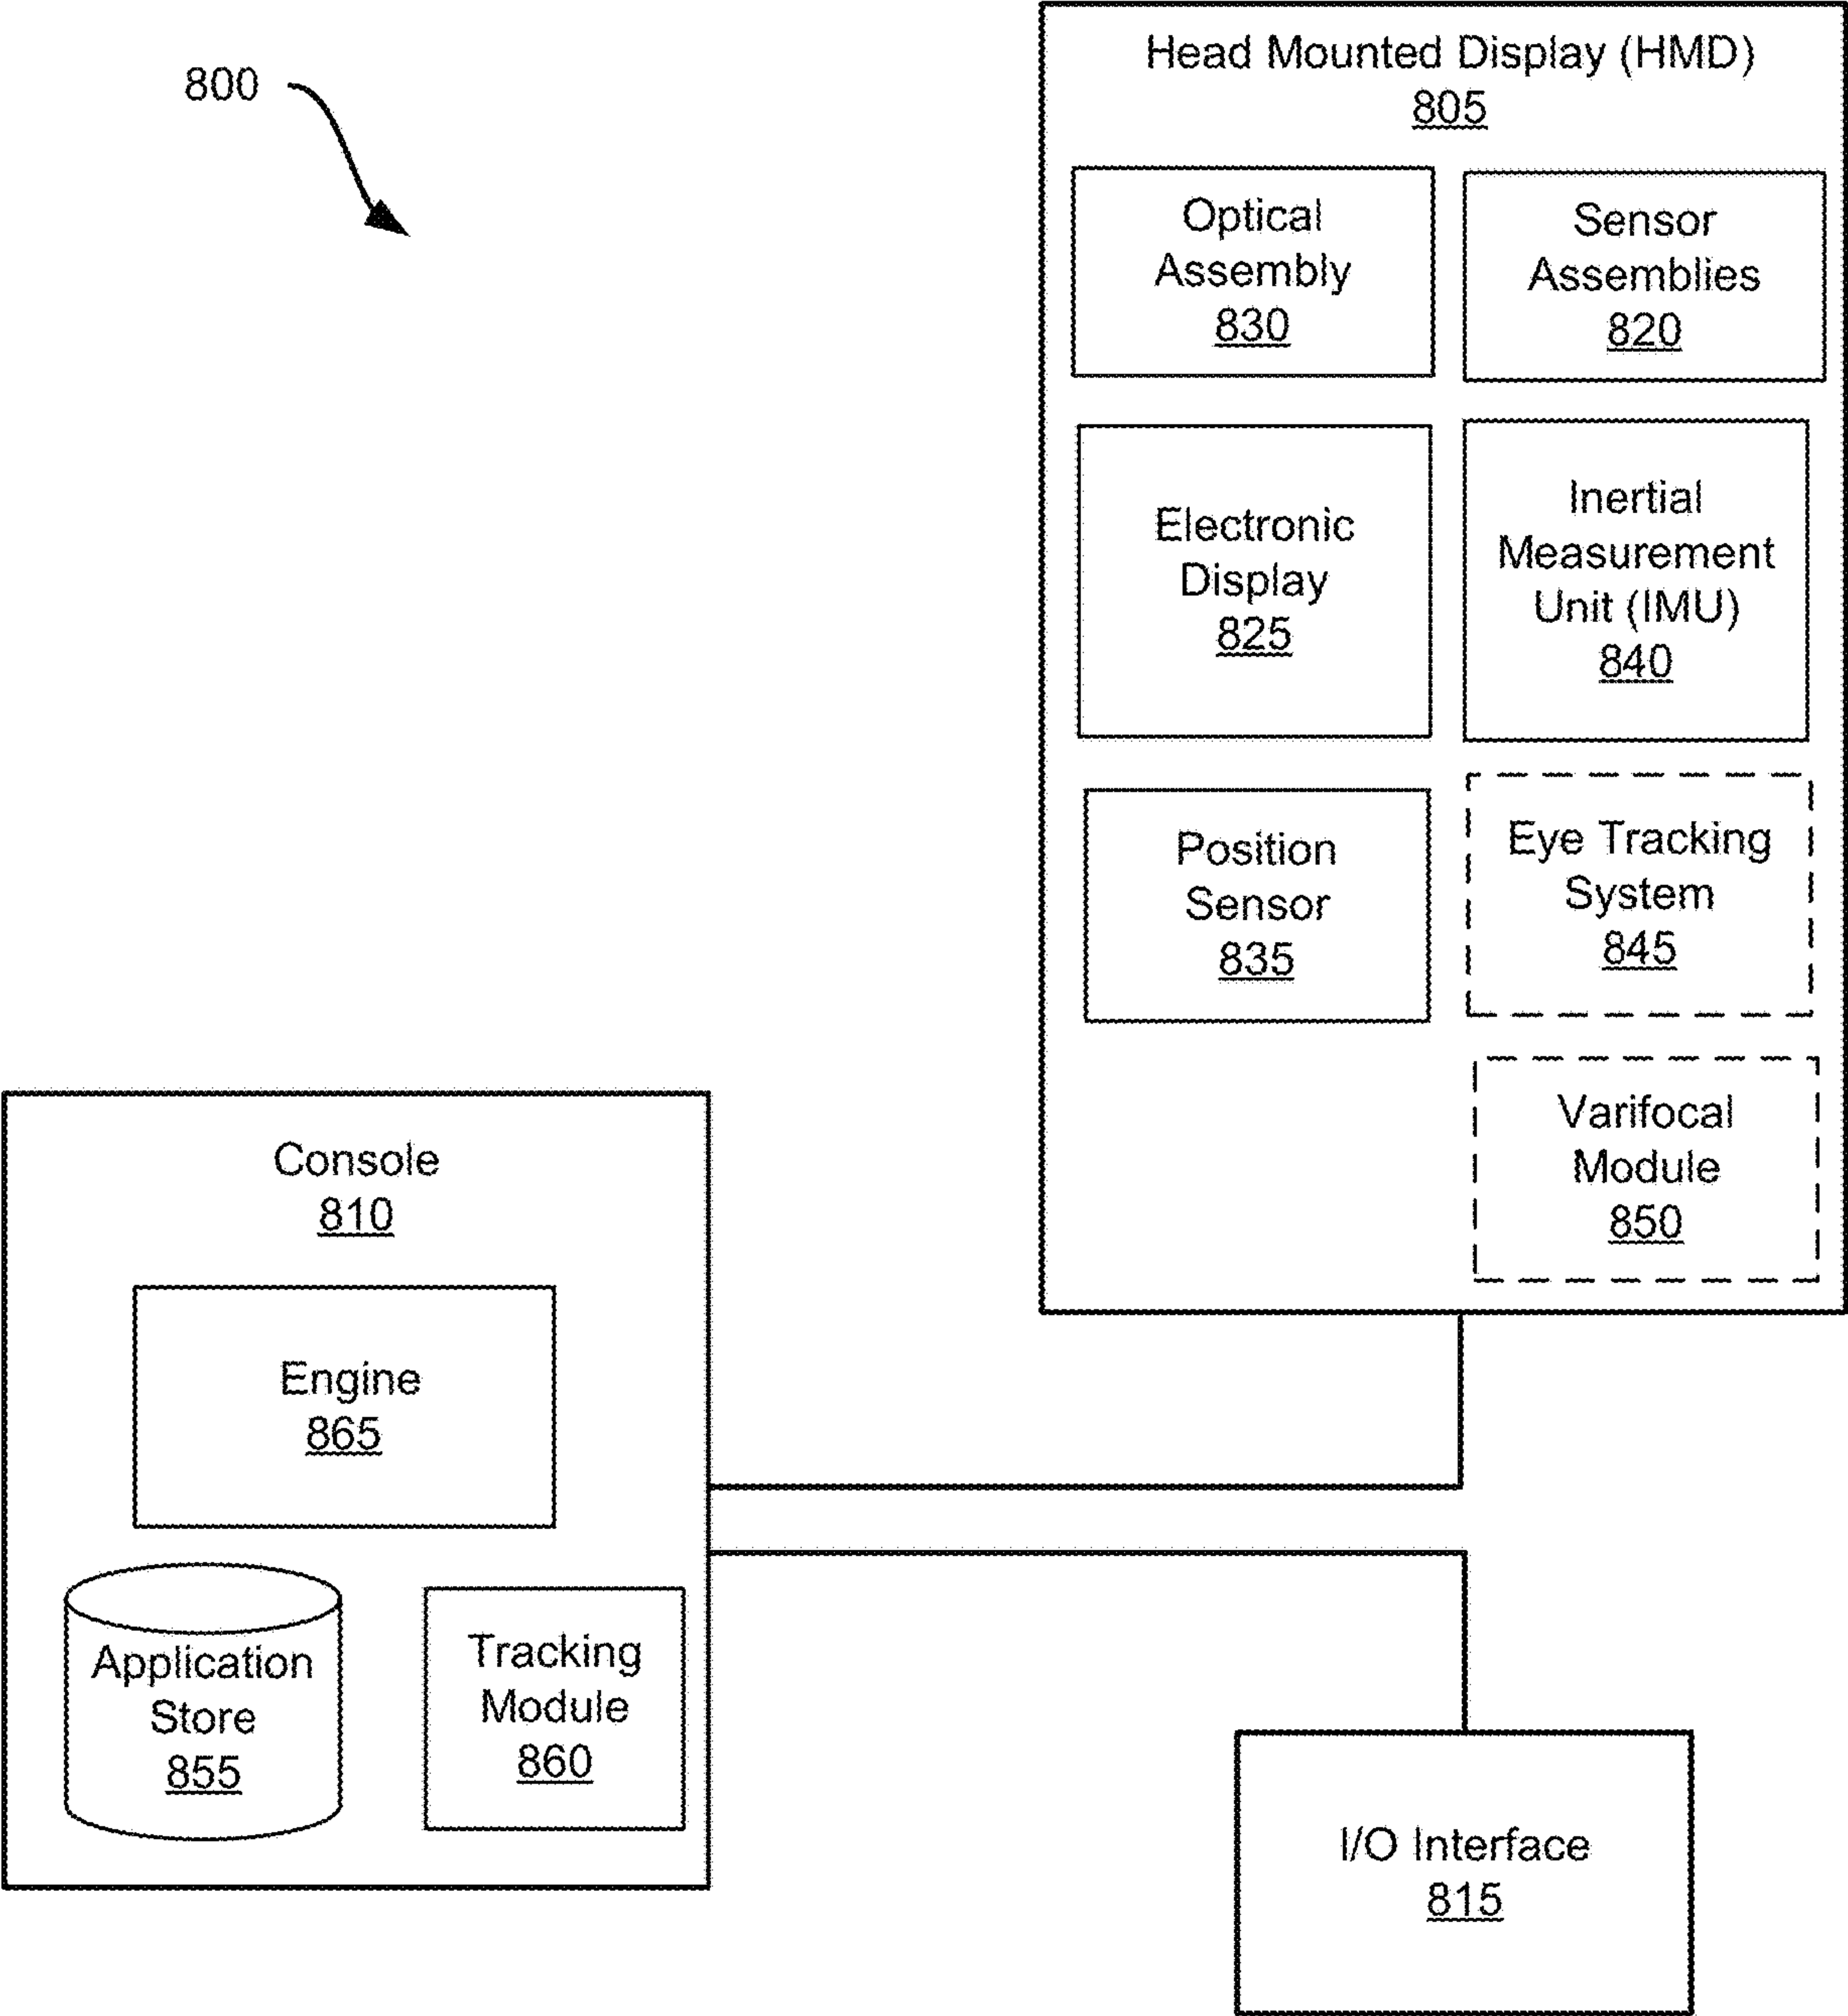 800
Head Mounted Display (HMD)
805
Optical
Assembly
830
Sensor
Assemblies
820
Electronic
Display
825
Inertial
Measurement
Unit (IMU)
840
Position
Sensor
835
Eye Tracking
System
845
Varifocal
Module
850
Console
810
Engine
865
Application
Store
855
Tracking
Module
860
I/O Interface
815